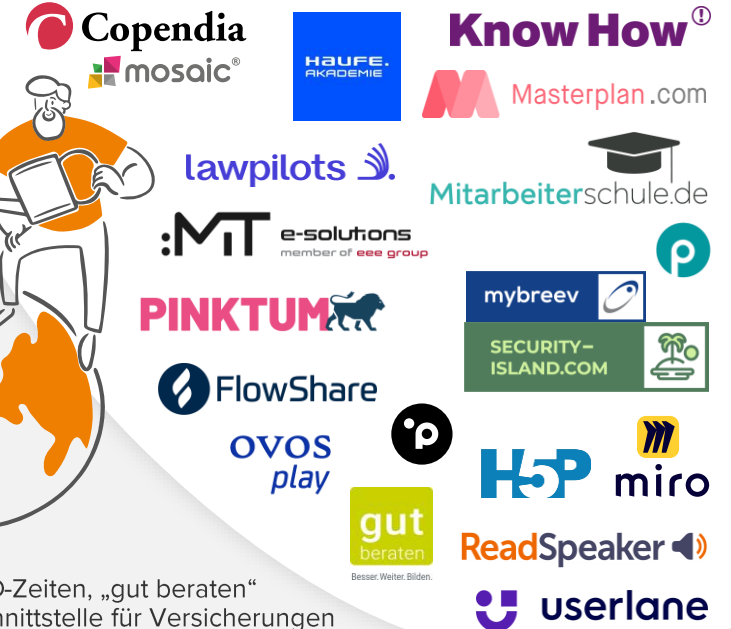 Copendia
mosaic®
HAUFE.
AKADEMIE
Know How!
Masterplan.com
lawpilots
Mitarbeiterschule.de
:MIT e-solutions
member of eee group
p
mybreev
PINKTUM
SECURITY–
ISLAND.COM
FlowShare
p
ovos
play
H5P
miro
gut
beraten
Besser. Weiter. Bilden.
ReadSpeaker
userlane
-Zeiten, „gut beraten“
nittstelle für Versicherungen